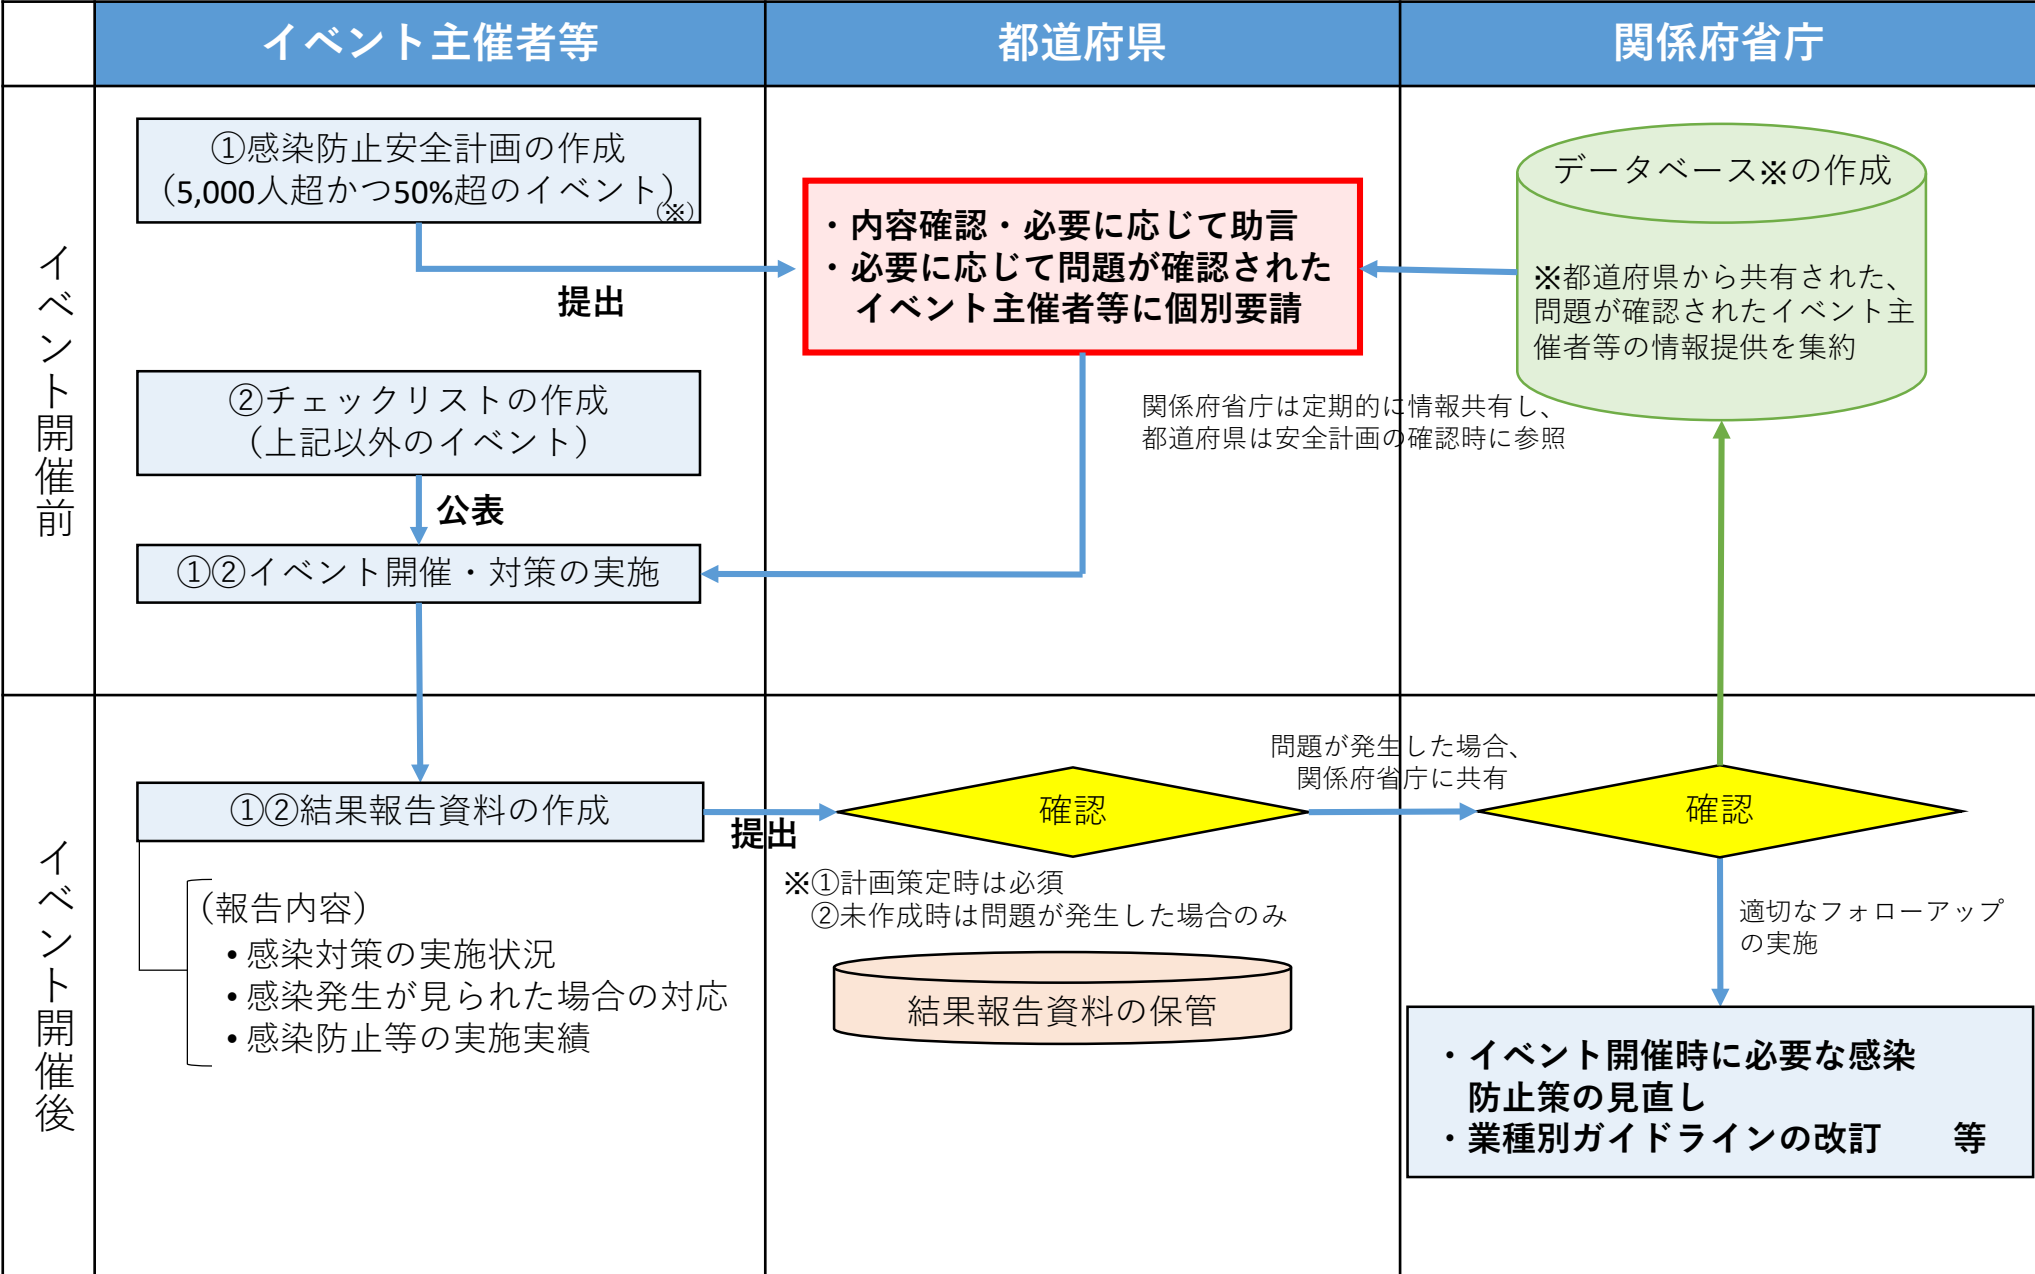 イベント主催者等
都道府県
関係府省庁
イベント開催前
①感染防止安全計画の作成
（5,000人超かつ50%超のイベント）
(※)
提出
・内容確認・必要に応じて助言
・必要に応じて問題が確認された
イベント主催者等に個別要請
データベース※の作成
※都道府県から共有された、
問題が確認されたイベント主
催者等の情報提供を集約
関係府省庁は定期的に情報共有し、
都道府県は安全計画の確認時に参照
②チェックリストの作成
（上記以外のイベント）
公表
①②イベント開催・対策の実施
イベント開催後
①②結果報告資料の作成
提出
確認
問題が発生した場合、
関係府省庁に共有
確認
※①計画策定時は必須
②未作成時は問題が発生した場合のみ
結果報告資料の保管
（報告内容）
• 感染対策の実施状況
• 感染発生が見られた場合の対応
• 感染防止等の実施実績
適切なフォローアップ
の実施
・イベント開催時に必要な感染
防止策の見直し
・業種別ガイドラインの改訂　　等